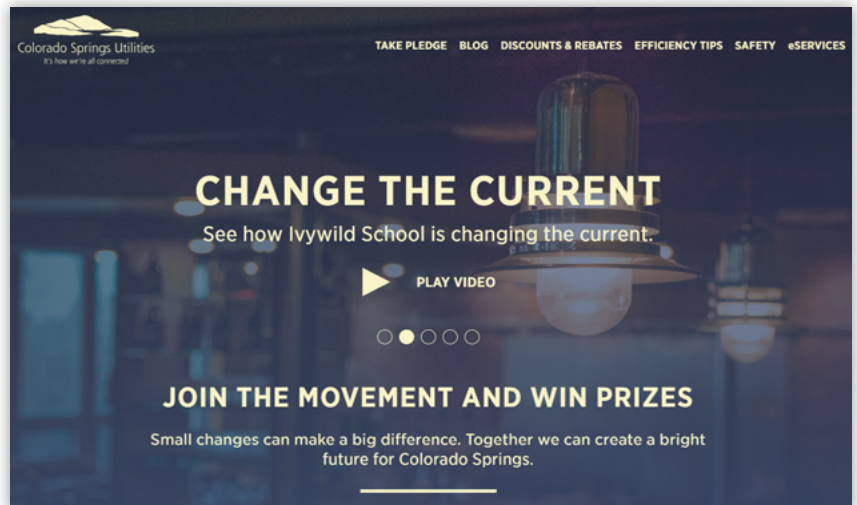 Colorado Springs Utilities
It's how we're all connected
TAKE PLEDGE BLOG DISCOUNTS & REBATES EFFICIENCY TIPS SAFETY eSERVICES
CHANGE THE CURRENT
See how Ivywild School is changing the current.
PLAY VIDEO
JOIN THE MOVEMENT AND WIN PRIZES
Small changes can make a big difference. Together we can create a bright
future for Colorado Springs.